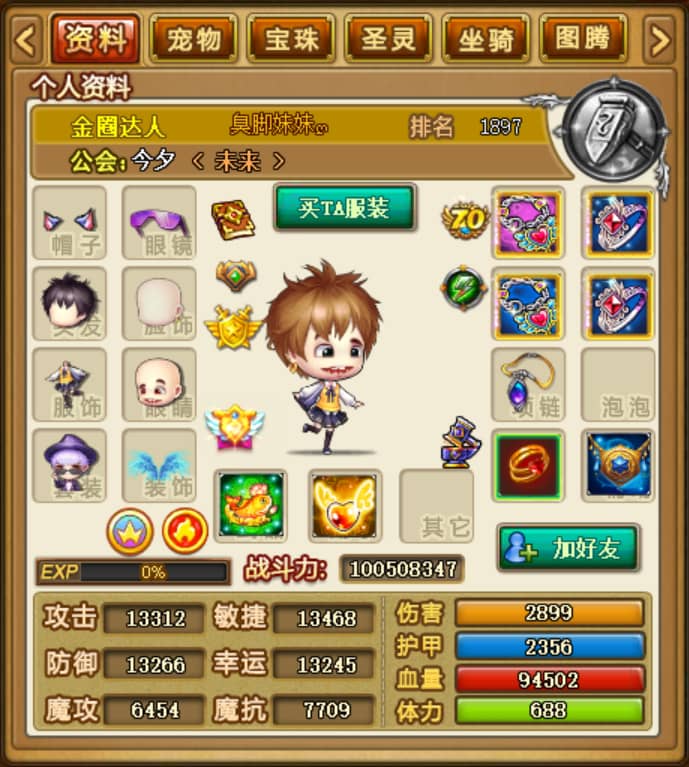 资料 宠物 宝珠 圣灵 坐骑 图腾
个人资料
金圈达人 臭脚妹妹ღ 排名 1897
公会: 今夕 < 未来 >
买TA服装
70
帽子 眼镜
头发 脸饰
服饰 眼睛 项链 泡泡
套装 装饰
其它
加好友
EXP 0% 战斗力: 100508347
攻击 13312 敏捷 13468 伤害 2899
防御 13266 幸运 13245 护甲 2356
魔攻 6454 魔抗 7709 血量 94502
体力 688